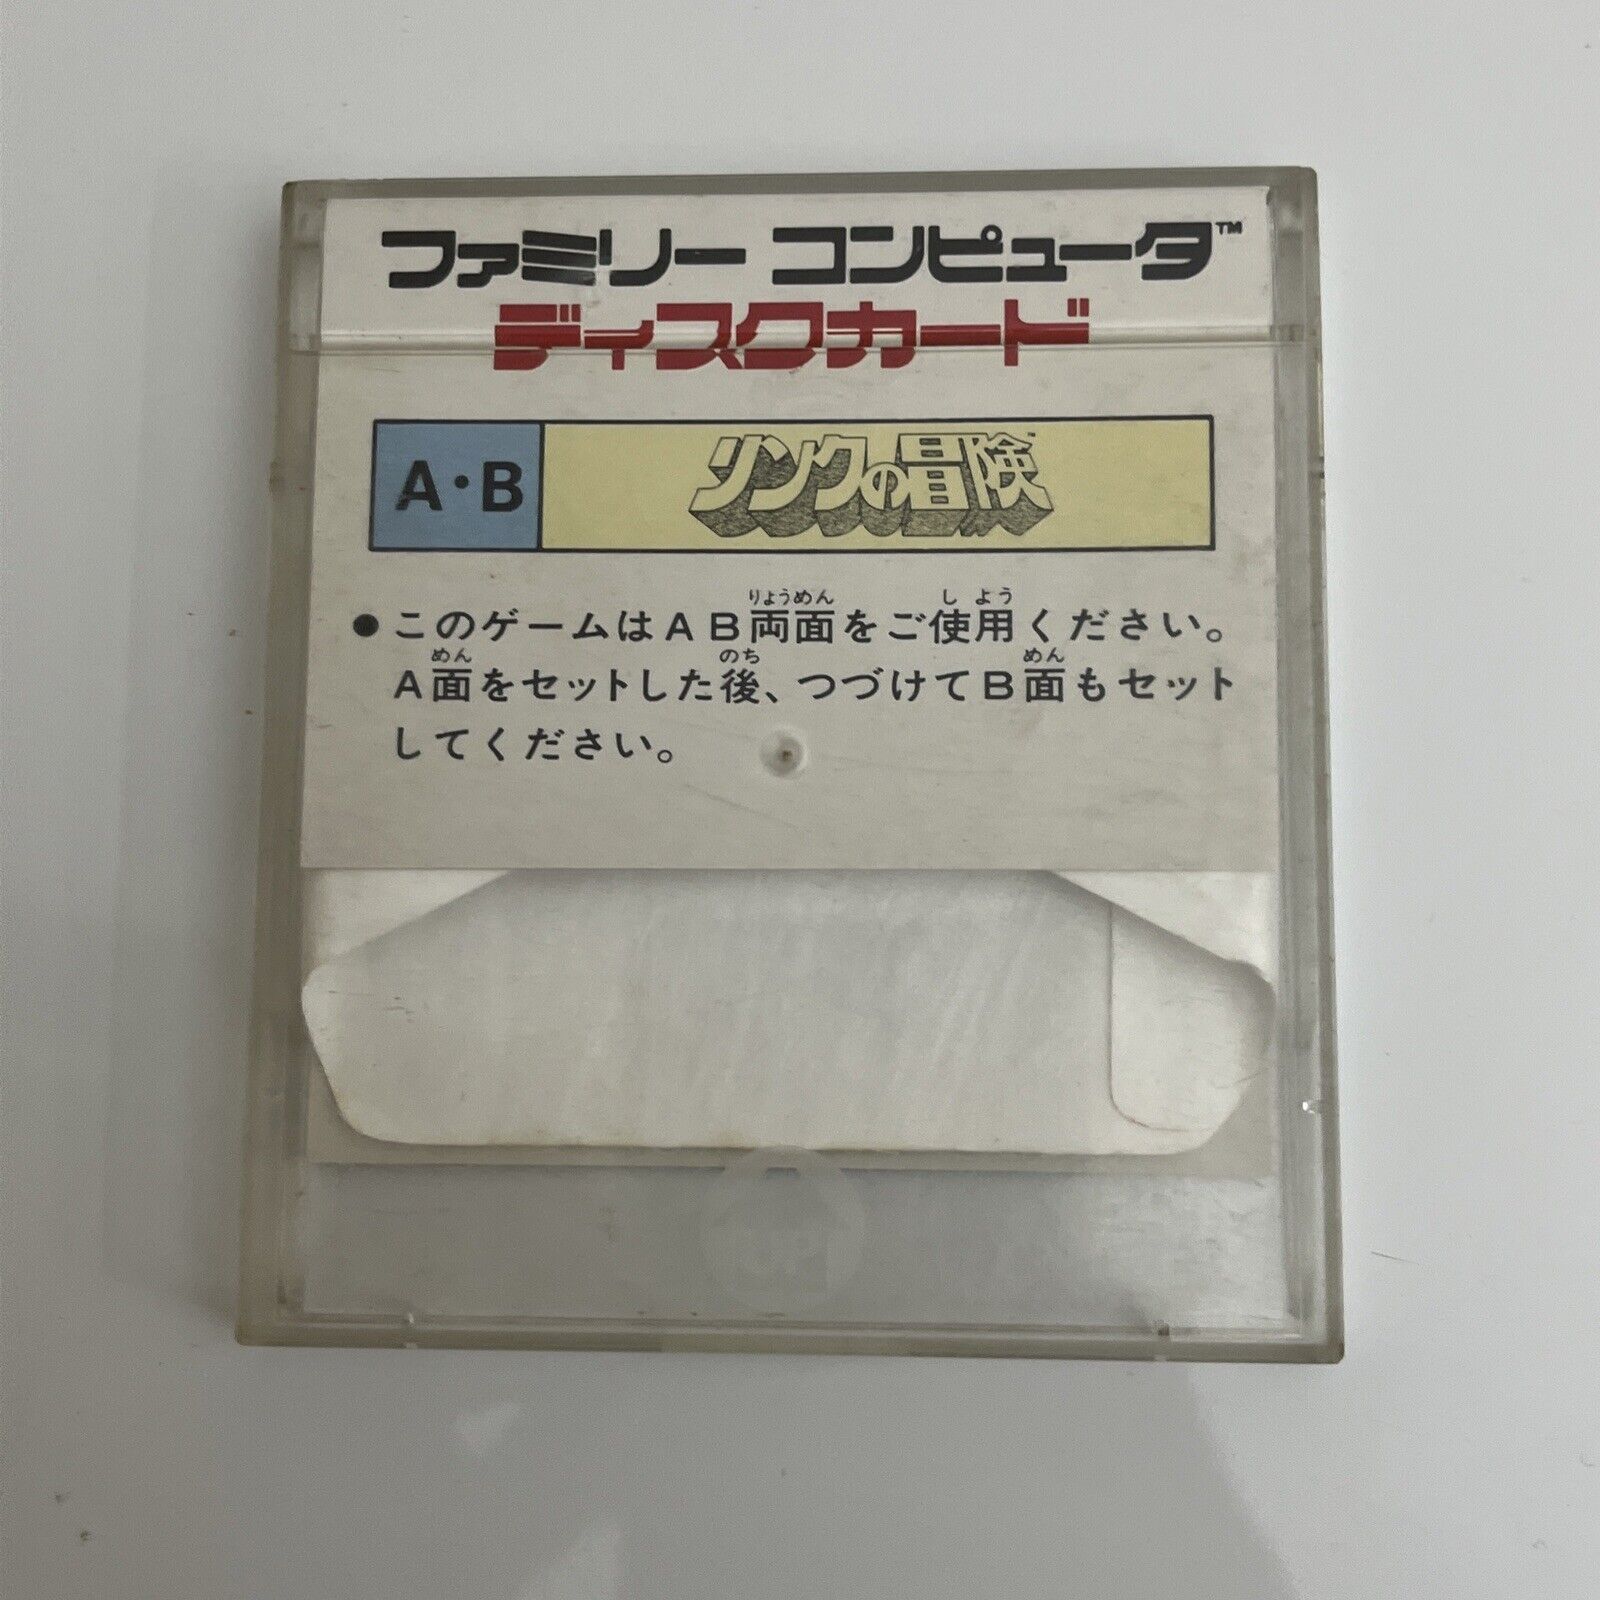 ファミリー コンピュータ™
ディスクカード
A・B
リンクの冒険
りょうめん し よう
●このゲームはAB両面をご使用ください。
めん のち めん
A面をセットした後、つづけてB面もセット
してください。